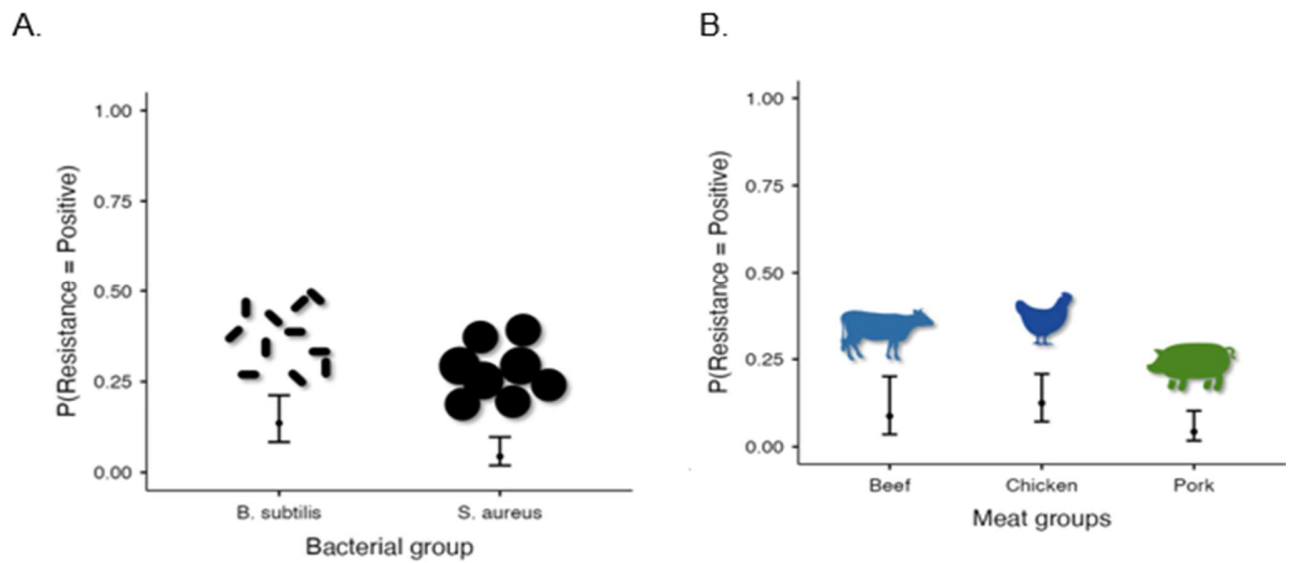 A.
P(Resistance = Positive)
1.00
0.75
0.50
0.25
0.00
B. subtilis
S. aureus
Bacterial group
B.
P(Resistance = Positive)
1.00
0.75
0.50
0.25
0.00
Beef
Chicken
Pork
Meat groups